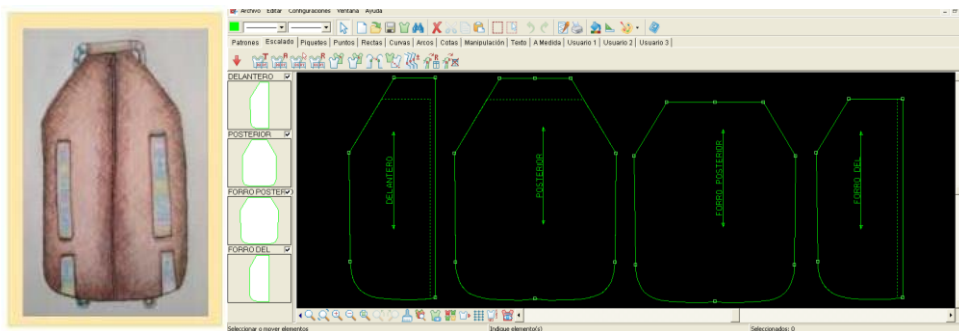 Archivo Editar Configuraciones Ventana Ayuda
Patrones Escalado Piquetes Puntos Rectas Curvas Arcos Cotas Manipulación Texto A Medida Usuario 1 Usuario 2 Usuario 3
DELANTERO
POSTERIOR
FORRO POSTER
FORRO DEL
DELANTERO
POSTERIOR
FORRO POSTERIOR
FORRO DEL
Seleccionar o mover elementos
Indique elemento(s)
Seleccionados: 0